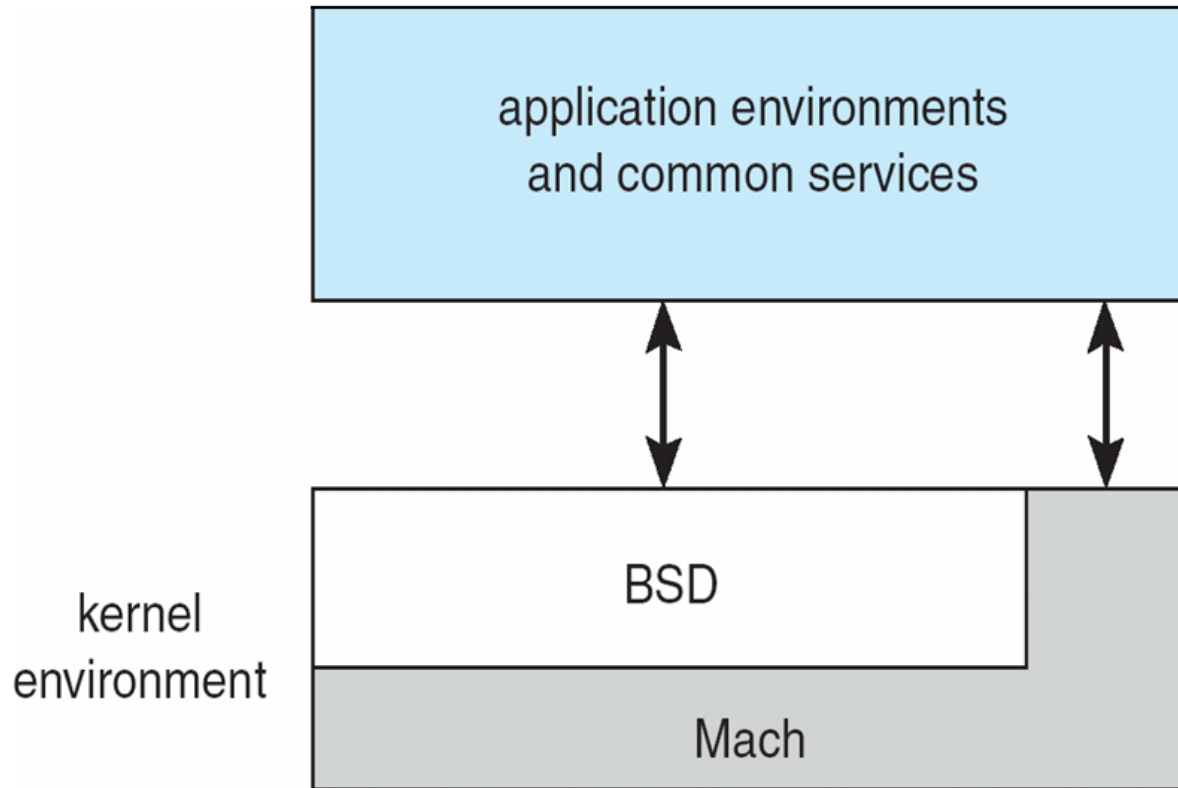 application environments
and common services
BSD
kernel
environment
Mach